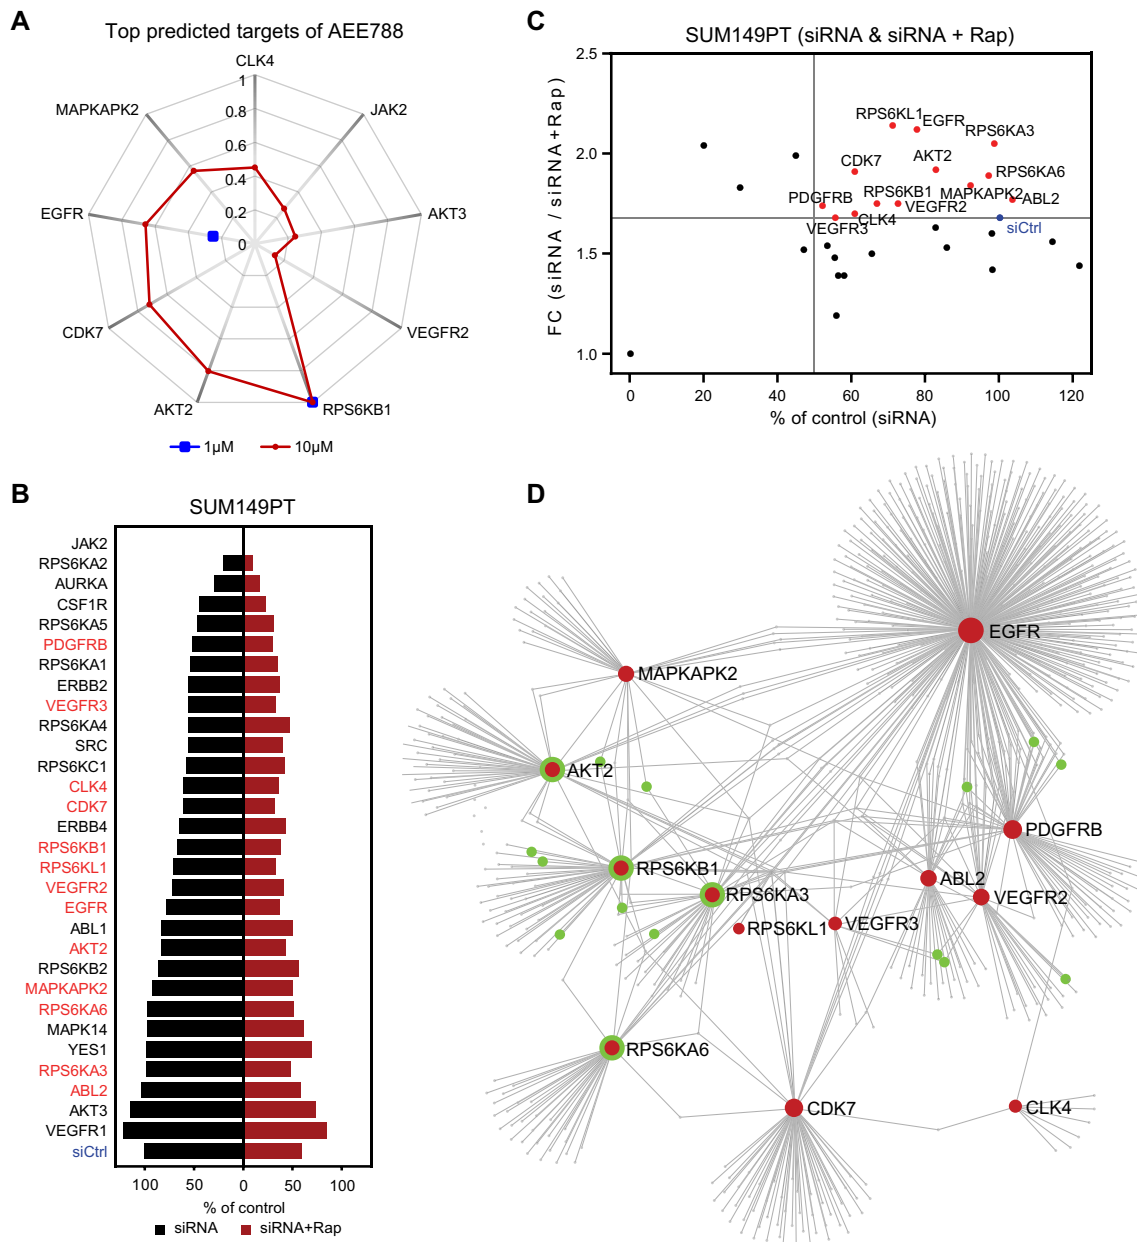 A
Top predicted targets of AEE788
CLK4
JAK2
AKT3
VEGFR2
RPS6KB1
AKT2
CDK7
EGFR
MAPKAPK2
1
0.8
0.6
0.4
0.2
0
1µM
10µM
B
SUM149PT
JAK2
RPS6KA2
AURKA
CSF1R
RPS6KA5
PDGFRB
RPS6KA1
ERBB2
VEGFR3
RPS6KA4
SRC
RPS6KC1
CLK4
CDK7
ERBB4
RPS6KB1
RPS6KL1
VEGFR2
EGFR
ABL1
AKT2
RPS6KB2
MAPKAPK2
RPS6KA6
MAPK14
YES1
RPS6KA3
ABL2
AKT3
VEGFR1
siCtrl
100 50 0 50 100
% of control
siRNA siRNA+Rap
C
SUM149PT (siRNA & siRNA + Rap)
FC (siRNA / siRNA+Rap)
2.5
2.0
1.5
1.0
RPS6KL1
EGFR
RPS6KA3
CDK7
AKT2
RPS6KA6
PDGFRB
RPS6KB1
MAPKAPK2
ABL2
VEGFR2
VEGFR3
CLK4
siCtrl
0 20 40 60 80 100 120
% of control (siRNA)
D
EGFR
MAPKAPK2
AKT2
PDGFRB
RPS6KB1
ABL2
RPS6KA3
VEGFR2
RPS6KL1
VEGFR3
RPS6KA6
CDK7
CLK4